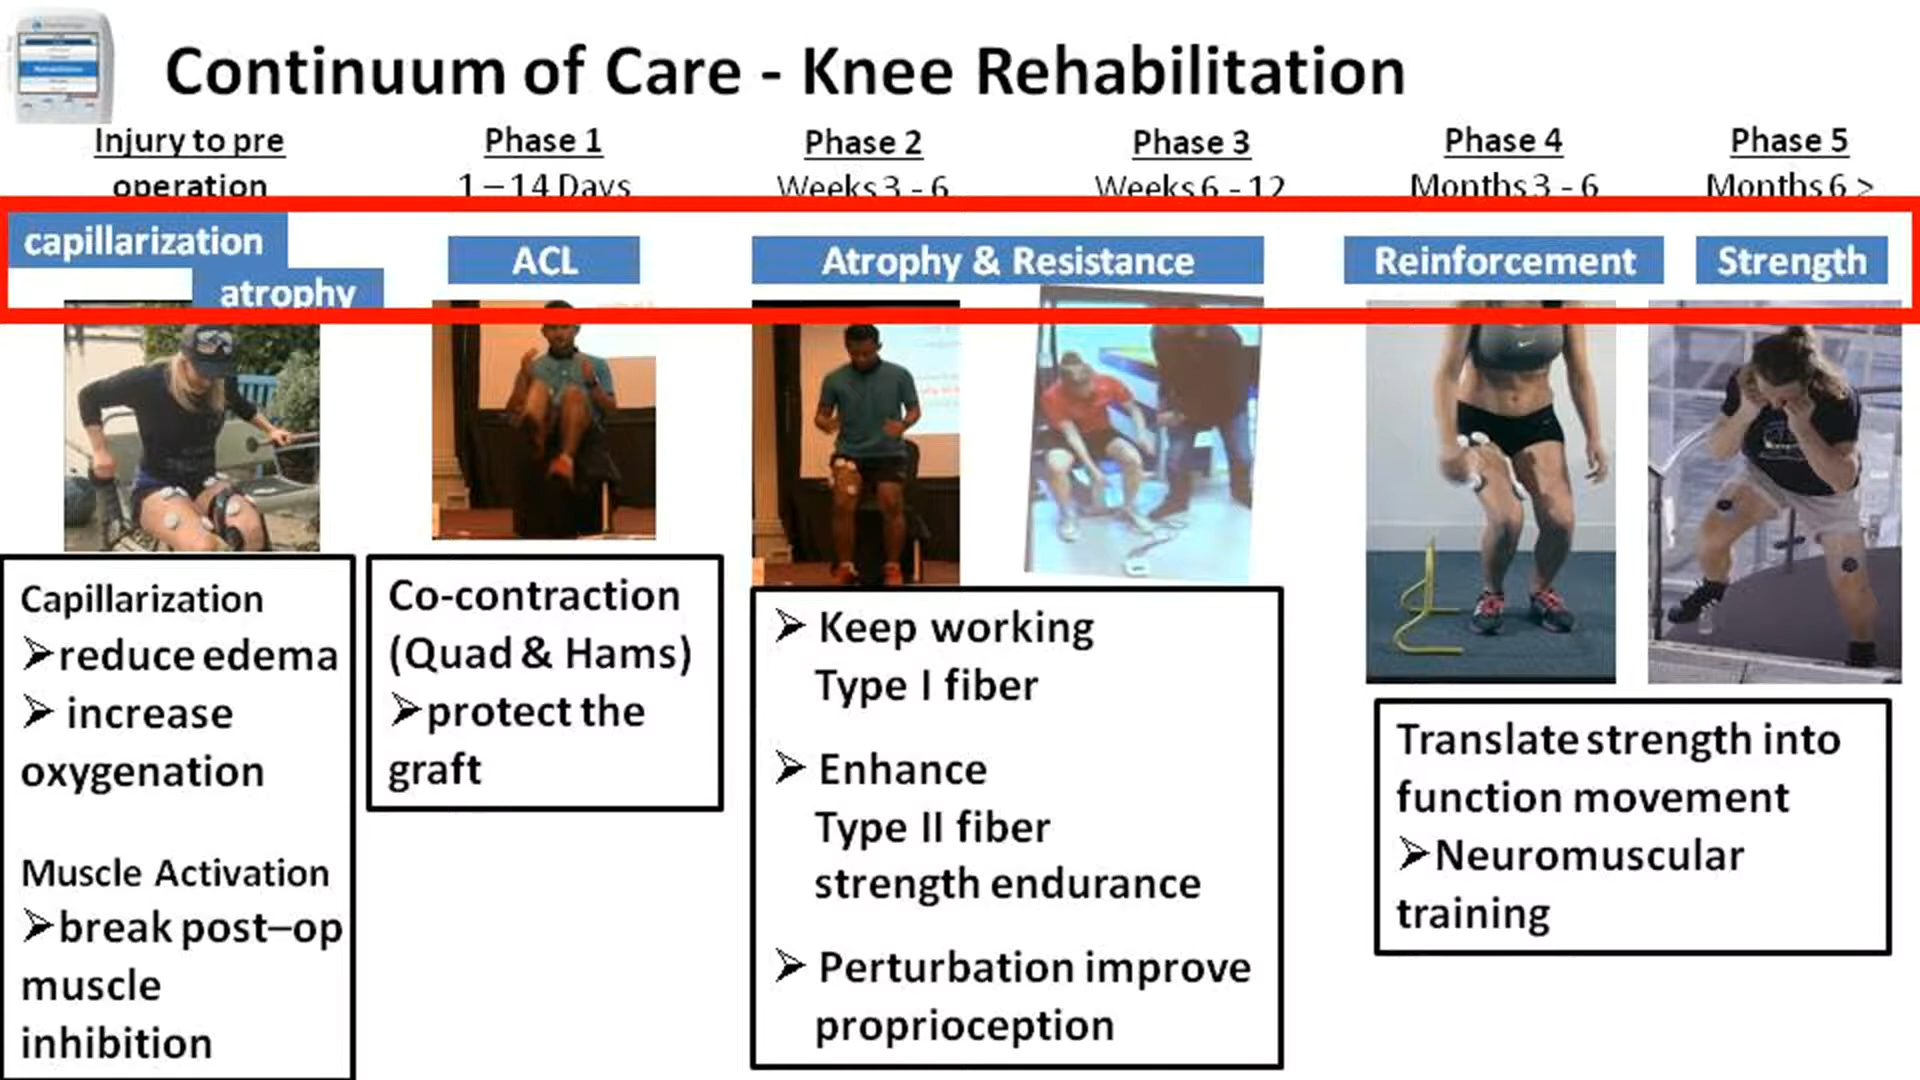 Continuum of Care - Knee Rehabilitation
Injury to pre
operation
Phase 1
1 – 14 Days
Phase 2
Weeks 3 - 6
Phase 3
Weeks 6 - 12
Phase 4
Months 3 - 6
Phase 5
Months 6 >
capillarization
atrophy
ACL
Atrophy & Resistance
Reinforcement
Strength
Capillarization
➢reduce edema
➢ increase
oxygenation
Muscle Activation
➢break post–op
muscle
inhibition
Co-contraction
(Quad & Hams)
➢protect the
graft
➢ Keep working
Type I fiber
➢ Enhance
Type II fiber
strength endurance
➢ Perturbation improve
proprioception
Translate strength into
function movement
➢Neuromuscular
training